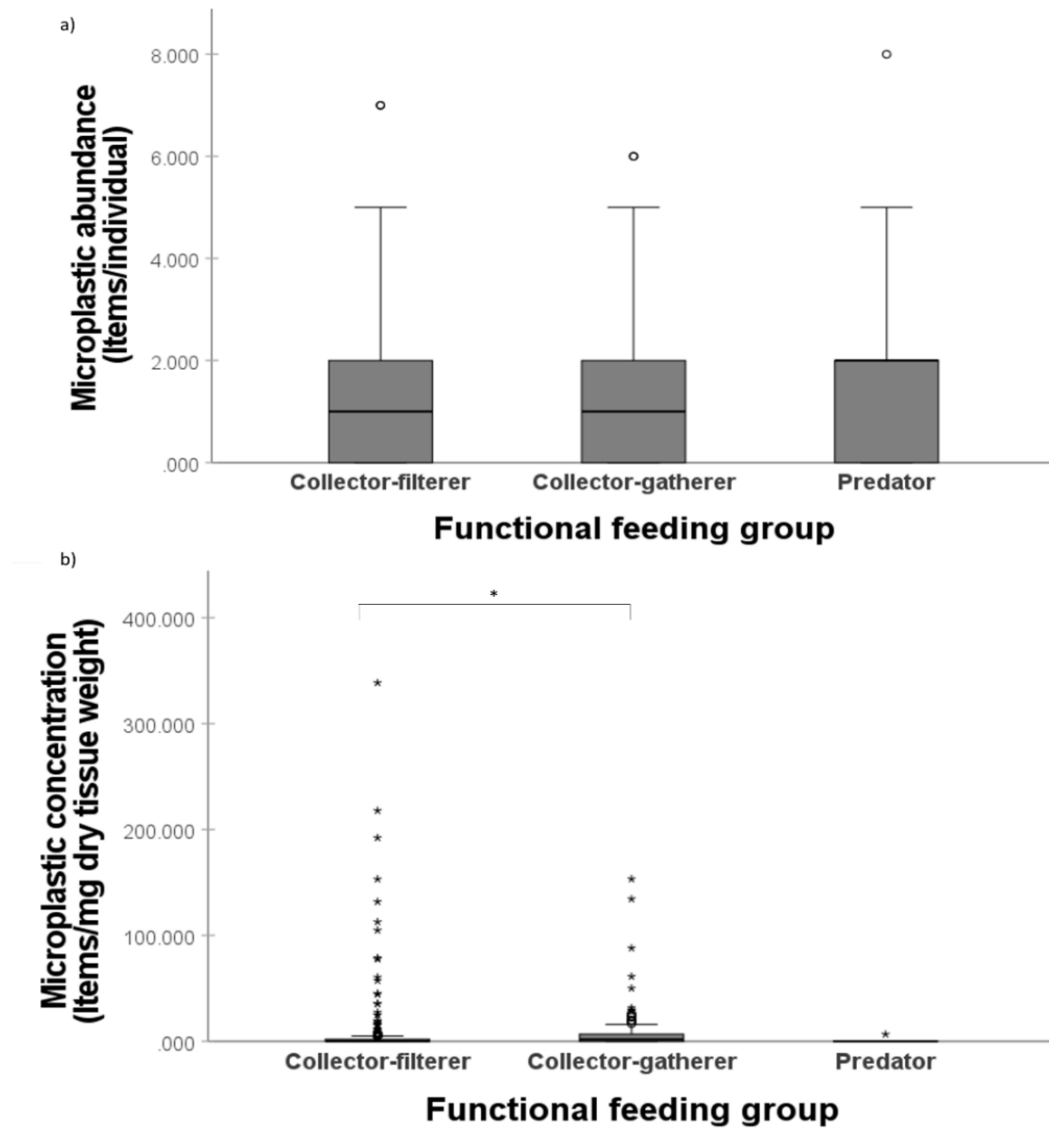 a)
Microplastic abundance
(Items/individual)
8.000
6.000
4.000
2.000
.000
Collector-filterer Collector-gatherer Predator
Functional feeding group
b)
Microplastic concentration
(Items/mg dry tissue weight)
400.000
300.000
200.000
100.000
.000
*
Collector-filterer Collector-gatherer Predator
Functional feeding group